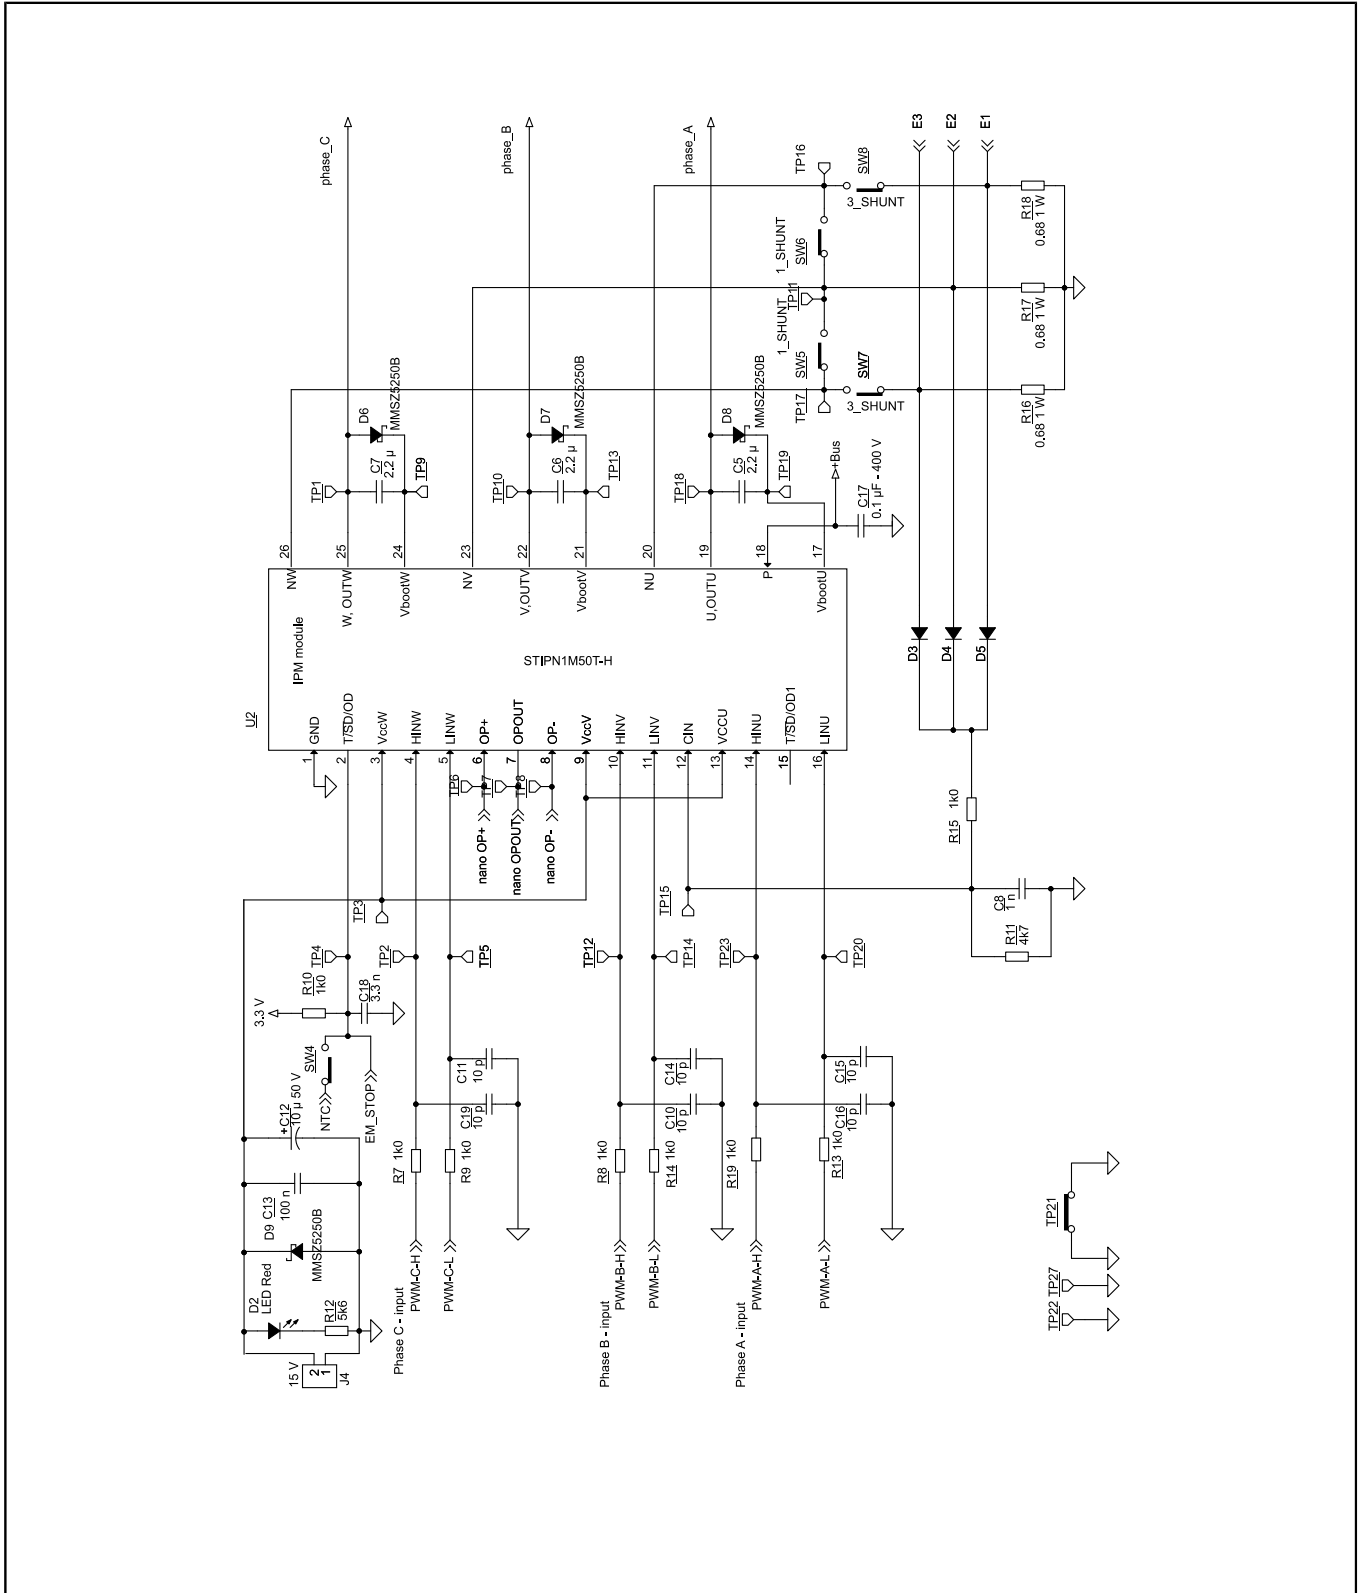 phase_C
phase_B
phase_A
E3
E2
E1
TP16
SW8
3_SHUNT
R18
0.68 1 W
1_SHUNT
SW6
TP11
R17
0.68 1 W
1_SHUNT
SW5
SW7
TP17
3_SHUNT
R16
0.68 1 W
D6
MMSZ5250B
D7
MMSZ5250B
D8
MMSZ5250B
TP1
C7
2.2 µ
TP9
TP10
C6
2.2 µ
TP13
TP18
C5
2.2 µ
TP19
+Bus
C17
0.1 µF - 400 V
26
25
24
23
22
21
20
19
18
17
NW
W, OUTW
VbootW
NV
V,OUTV
VbootV
NU
U,OUTU
P
VbootU
IPM module
STIPN1M50T-H
U2
GND
T/SD/OD
VccW
HINW
LINW
OP+
OPOUT
OP-
VccV
HINV
LINV
CIN
VCCU
HINU
T/SD/OD1
LINU
1
2
3
4
5
6
7
8
9
10
11
12
13
14
15
16
D3
D4
D5
TP6
TP7
TP8
nano OP+
nano OPOUT
nano OP-
R15
1k0
TP3
TP15
C8
1 n
R11
4k7
TP4
TP2
TP5
TP12
TP14
TP23
TP20
3.3 V
R10
1k0
C18
3.3 n
SW4
NTC
EM_STOP
+C12
10 µ 50 V
C11
10 p
C19
10 p
C14
10 p
C10
10 p
C15
10 p
C16
10 p
R7 1k0
R9 1k0
R8 1k0
R14 1k0
R19 1k0
R13 1k0
D9
C13
100 n
MMSZ5250B
D2
LED Red
R12
5k6
15 V
2
1
J4
Phase C - input
PWM-C-H
PWM-C-L
Phase B - input
PWM-B-H
PWM-B-L
Phase A - input
PWM-A-H
PWM-A-L
TP21
TP27
TP22